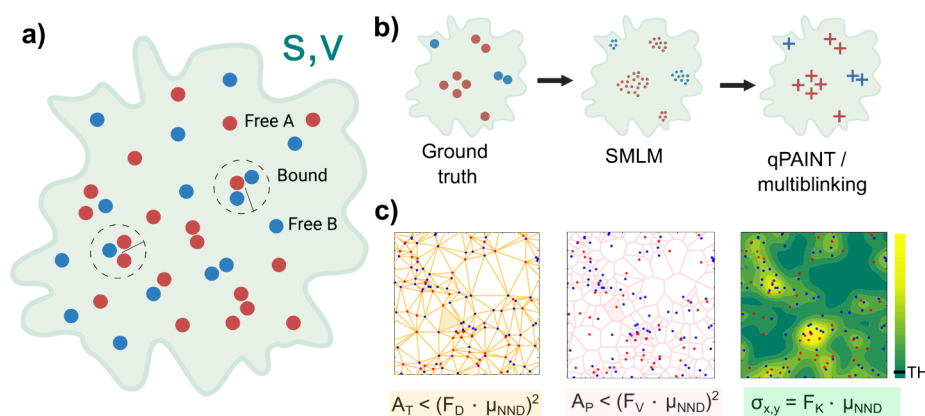 a)
S,V
Free A
Bound
Free B
b)
Ground
truth
SMLM
qPAINT /
multiblinking
c)
TH
A_T < (F_D · μ_NND)²
A_P < (F_V · μ_NND)²
σ_x,y = F_K · μ_NND